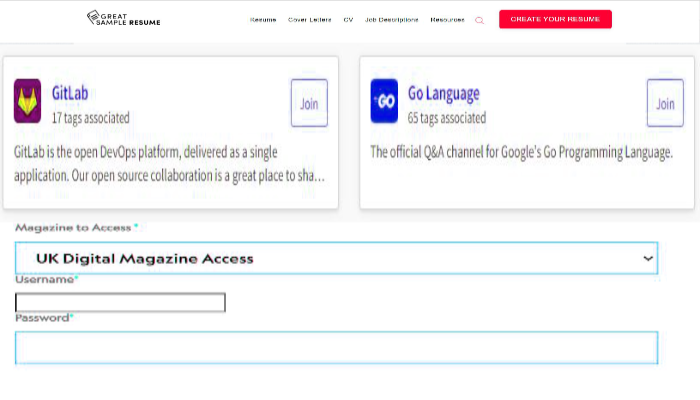 GREAT
SAMPLE RESUME
Resume Cover Letters CV Job Descriptions Resources CREATE YOUR RESUME
GitLab
17 tags associated
Join
GitLab is the open DevOps platform, delivered as a single
application. Our open source collaboration is a great place to sha...
GO
Go Language
65 tags associated
Join
The official Q&A channel for Google's Go Programming Language.
Magazine to Access *
UK Digital Magazine Access
Username*
Password*